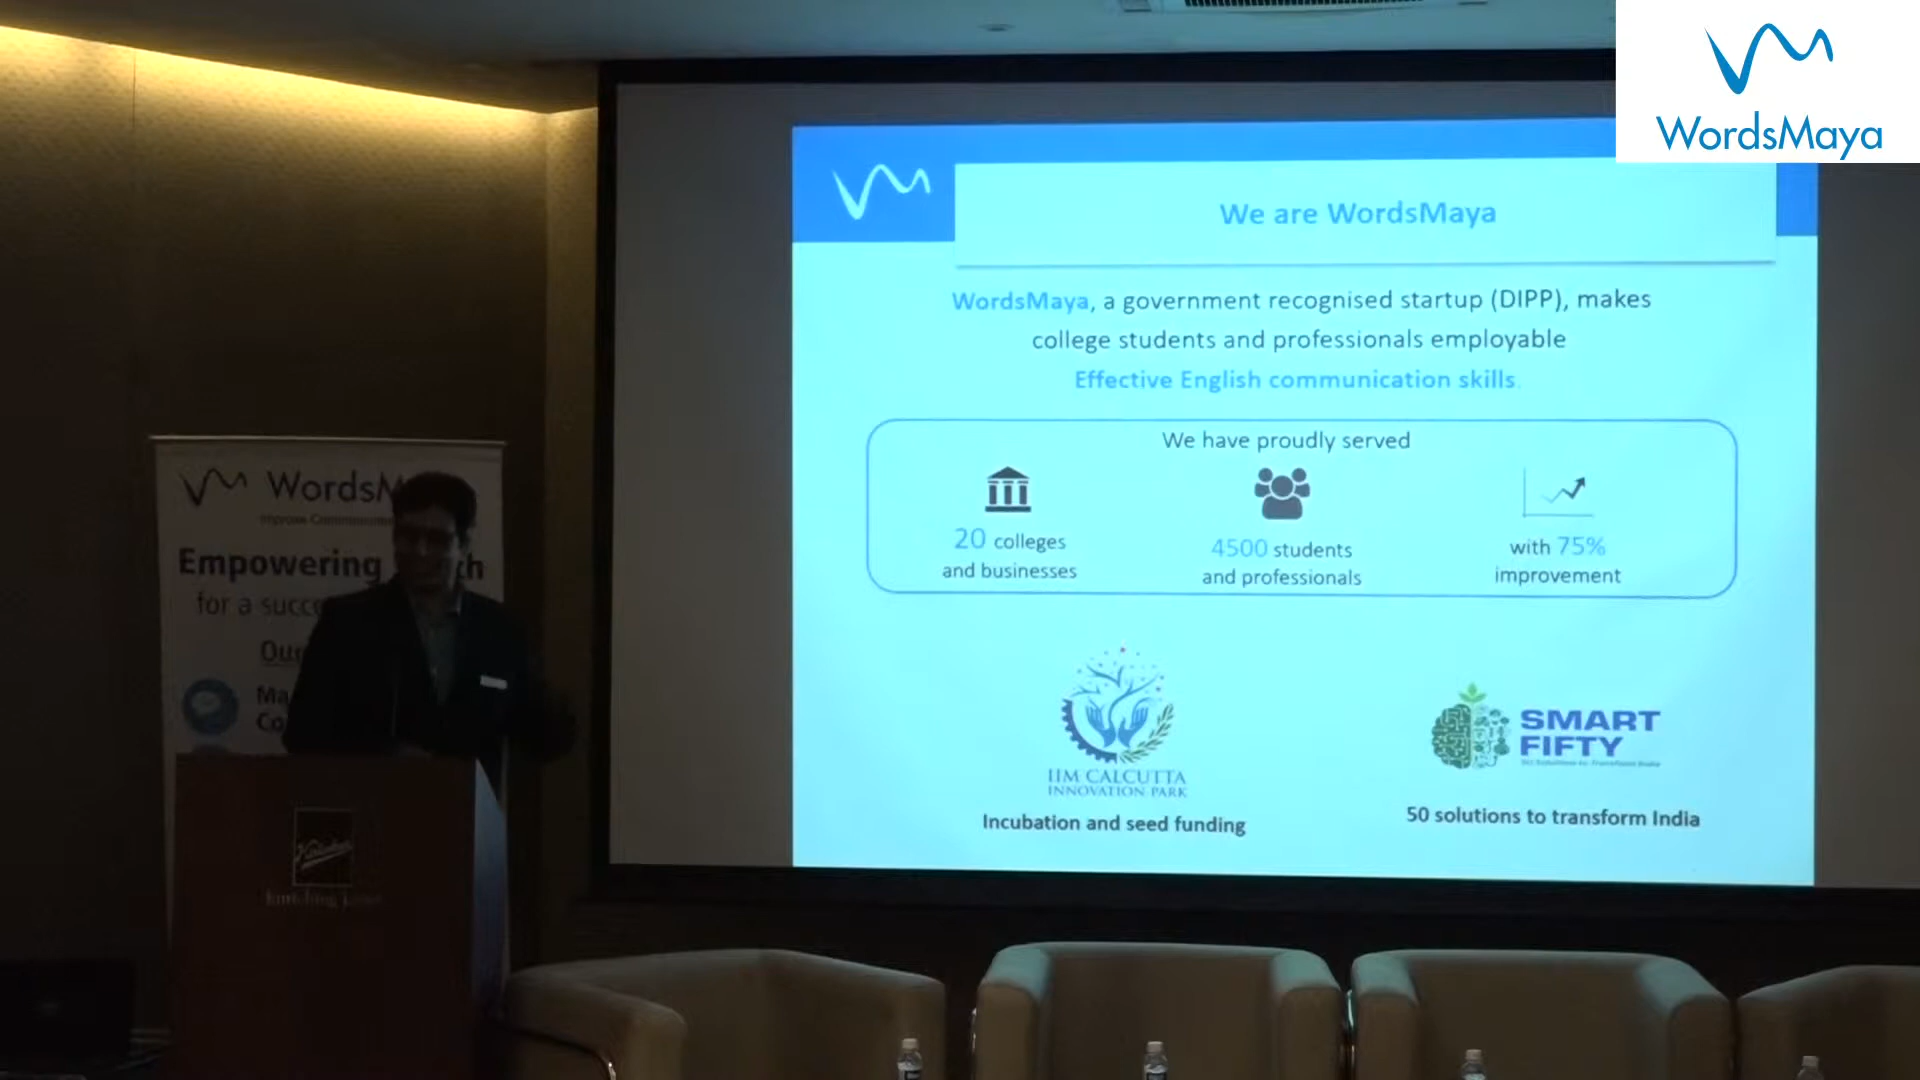 WordsMaya
We are WordsMaya
WordsMaya, a government recognised startup (DIPP), makes
college students and professionals employable
Effective English communication skills.
We have proudly served
20 colleges
and businesses
4500 students
and professionals
with 75%
improvement
IIM CALCUTTA
INNOVATION PARK
Incubation and seed funding
SMART
FIFTY
50 solutions to transform India
WordsM
Empowering
for a succe
Our
Ma
Co